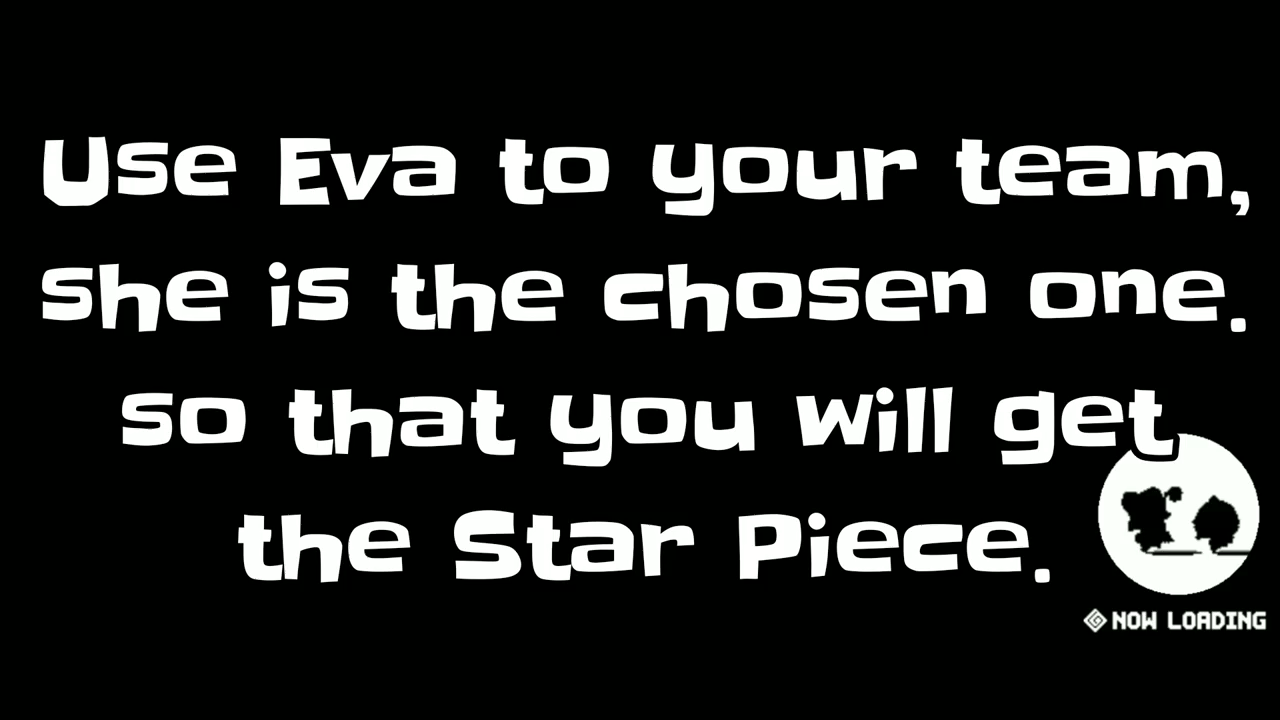 Use Eva to your team,
she is the chosen one.
so that you will get
the Star Piece.
NOW LOADING